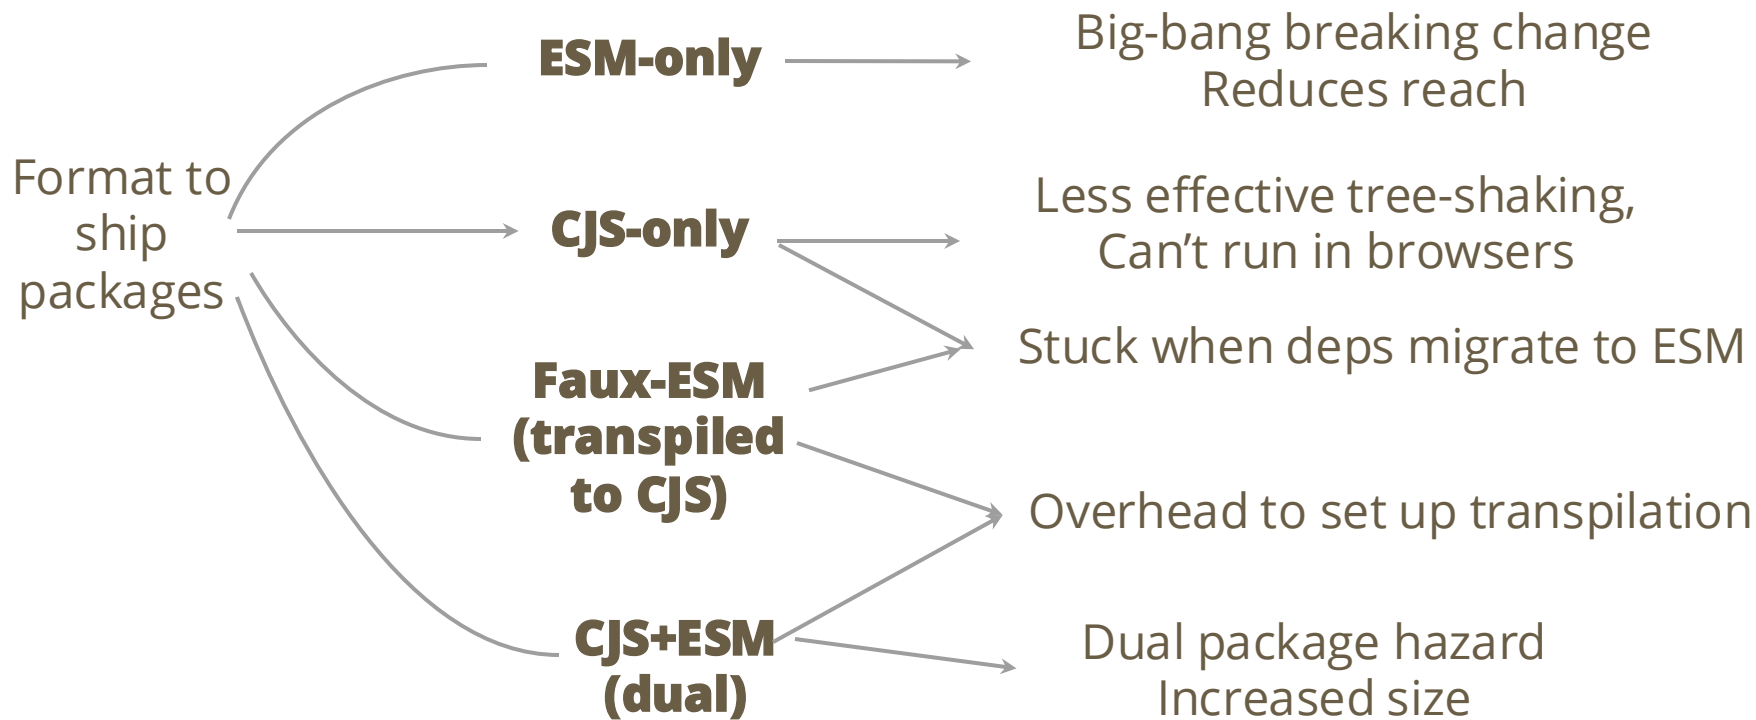 Format to
ship
packages
ESM-only
Big-bang breaking change
Reduces reach
CJS-only
Less effective tree-shaking,
Can’t run in browsers
Stuck when deps migrate to ESM
Faux-ESM
(transpiled
to CJS)
Overhead to set up transpilation
CJS+ESM
(dual)
Dual package hazard
Increased size